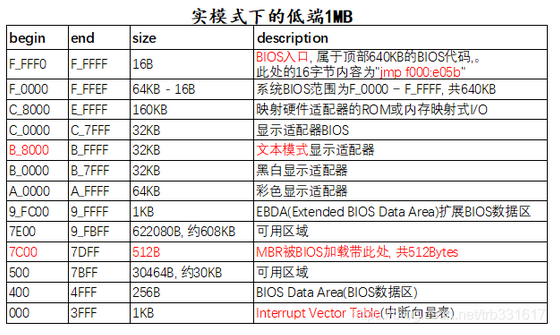 实模式下的低端1MB
begin end size description
F_FFF0 F_FFFF 16B BIOS入口, 属于顶部640KB的BIOS代码,。
此处的16字节内容为"jmp f000:e05b"
F_0000 F_FFEF 64KB - 16B 系统BIOS范围为F_0000 - F_FFFF, 共640KB
C_8000 E_FFFF 160KB 映射硬件适配器的ROM或内存映射式I/O
C_0000 C_7FFF 32KB 显示适配器BIOS
B_8000 B_FFFF 32KB 文本模式显示适配器
B_0000 B_7FFF 32KB 黑白显示适配器
A_0000 A_FFFF 64KB 彩色显示适配器
9_FC00 9_FFFF 1KB EBDA(Extended BIOS Data Area)扩展BIOS数据区
7E00 9_FBFF 622080B, 约608KB 可用区域
7C00 7DFF 512B MBR被BIOS加载带此处, 共512Bytes
500 7BFF 30464B, 约30KB 可用区域
400 4FFF 256B BIOS Data Area(BIOS数据区)
000 3FFF 1KB Interrupt Vector Table(中断向量表)